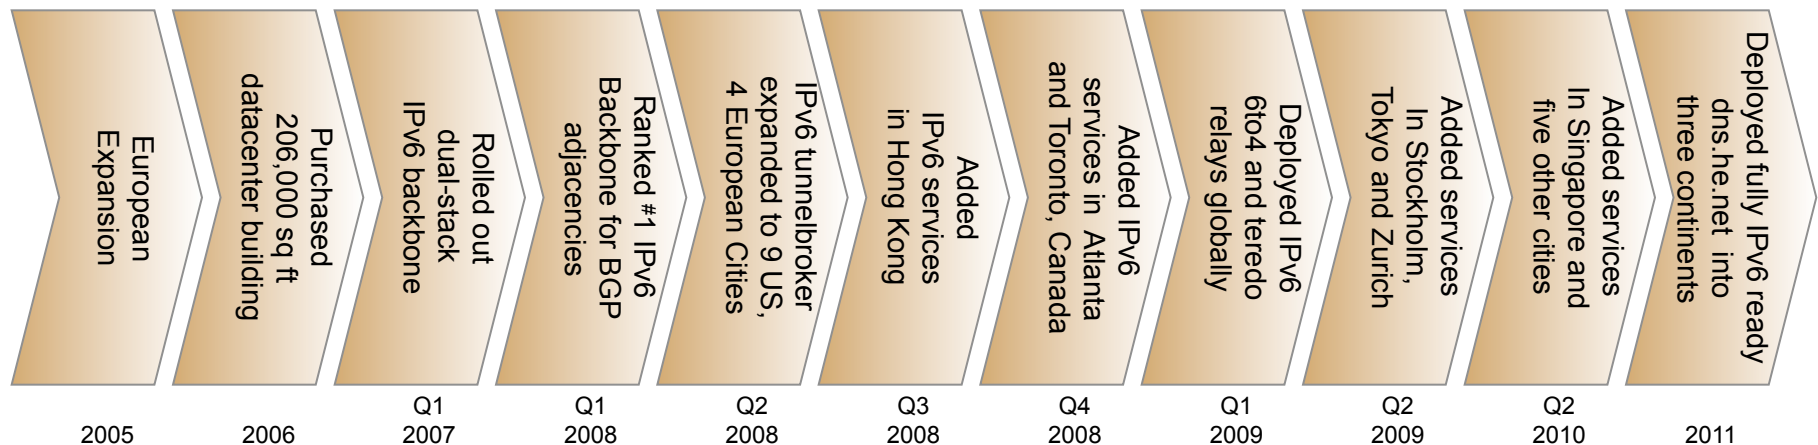 European
Expansion
2005
Purchased
206,000 sq ft
datacenter building
2006
Rolled out
dual-stack
IPv6 backbone
Q1
2007
Ranked #1 IPv6
Backbone for BGP
adjacencies
Q1
2008
IPv6 tunnelbroker
expanded to 9 US,
4 European Cities
Q2
2008
Added
IPv6 services
in Hong Kong
Q3
2008
Added IPv6
services in Atlanta
and Toronto, Canada
Q4
2008
Deployed IPv6
6to4 and teredo
relays globally
Q1
2009
Added services
In Stockholm,
Tokyo and Zurich
Q2
2009
Added services
In Singapore and
five other cities
Q2
2010
Deployed fully IPv6 ready
dns.he.net into
three continents
2011